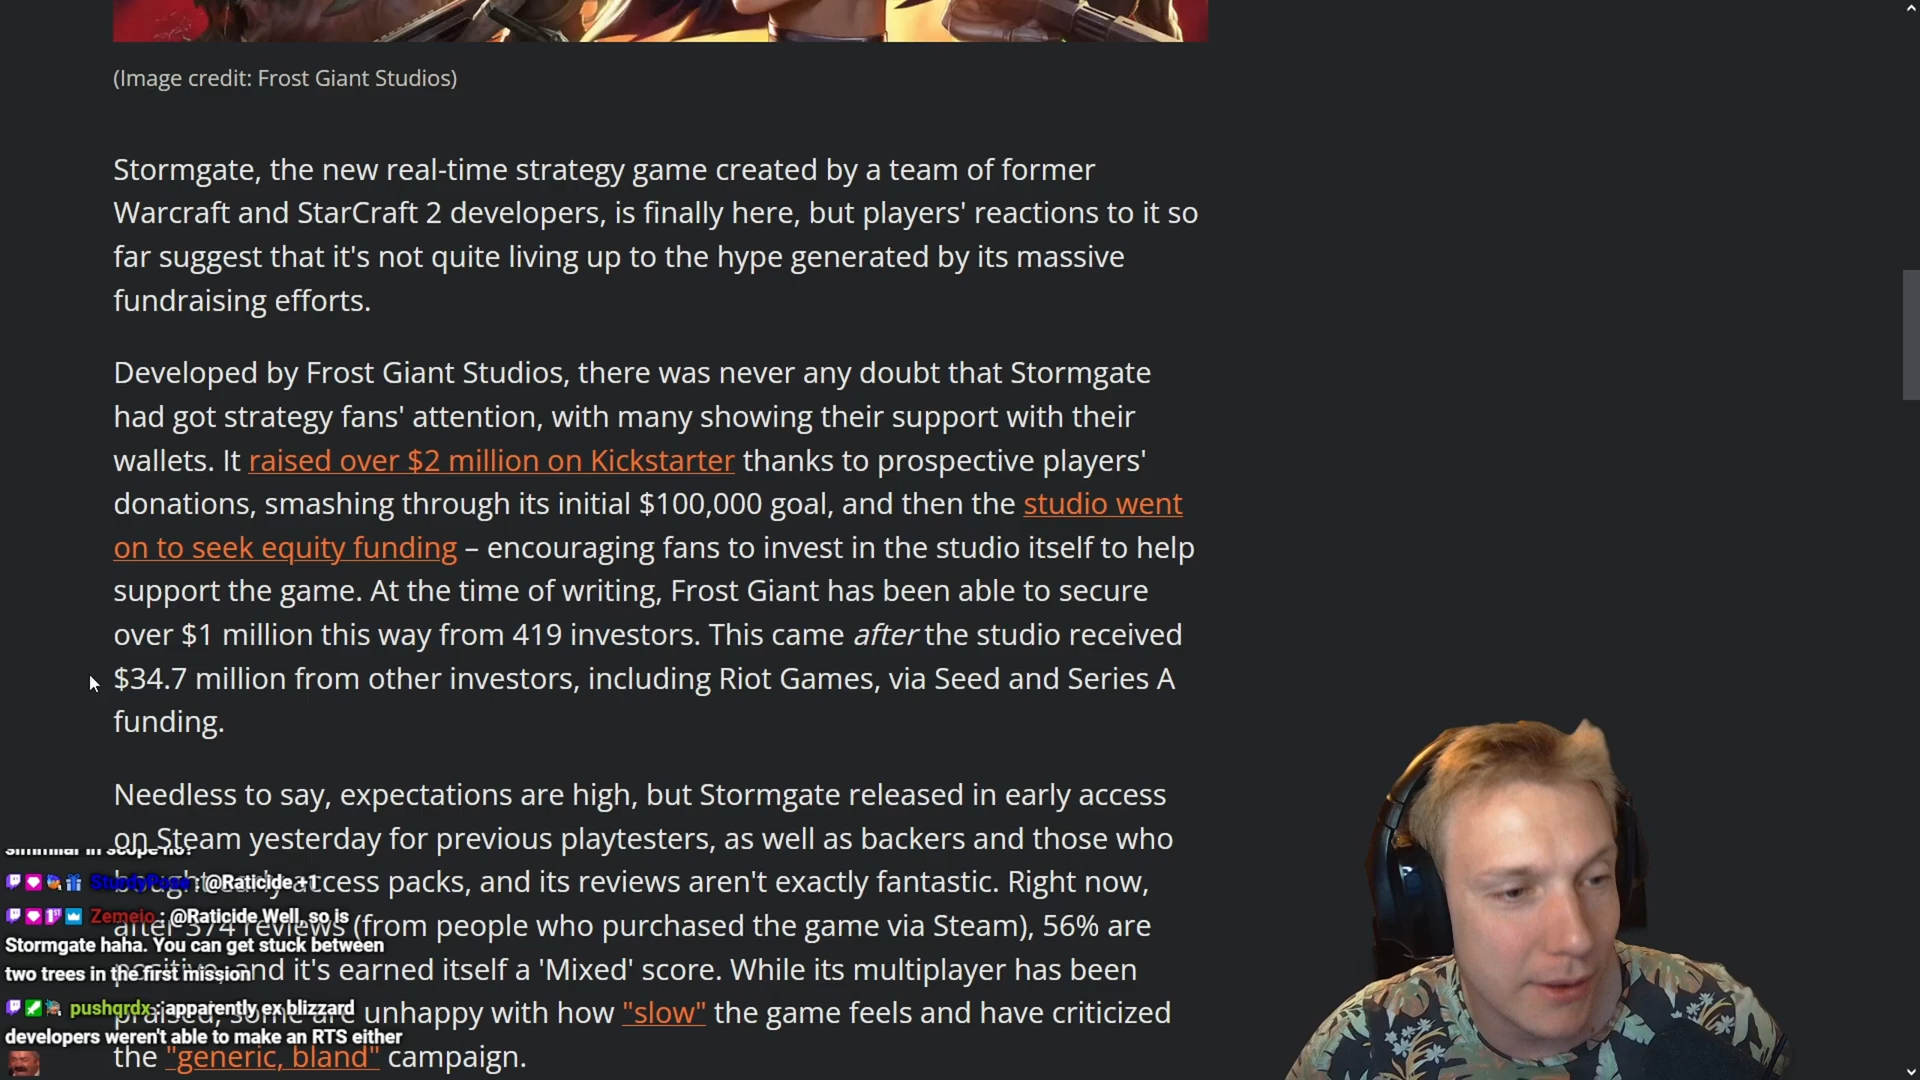 (Image credit: Frost Giant Studios)
Stormgate, the new real-time strategy game created by a team of former
Warcraft and StarCraft 2 developers, is finally here, but players' reactions to it so
far suggest that it's not quite living up to the hype generated by its massive
fundraising efforts.
Developed by Frost Giant Studios, there was never any doubt that Stormgate
had got strategy fans' attention, with many showing their support with their
wallets. It raised over $2 million on Kickstarter thanks to prospective players'
donations, smashing through its initial $100,000 goal, and then the studio went
on to seek equity funding – encouraging fans to invest in the studio itself to help
support the game. At the time of writing, Frost Giant has been able to secure
over $1 million this way from 419 investors. This came after the studio received
$34.7 million from other investors, including Riot Games, via Seed and Series A
funding.
Needless to say, expectations are high, but Stormgate released in early access
on Steam yesterday for previous playtesters, as well as backers and those who
access packs, and its reviews aren't exactly fantastic. Right now,
after 374 reviews (from people who purchased the game via Steam), 56% are
and it's earned itself a 'Mixed' score. While its multiplayer has been
praised, some are unhappy with how "slow" the game feels and have criticized
the "generic, bland" campaign.
: @Raticide +1
Zemeio : @Raticide Well, so is
Stormgate haha. You can get stuck between
two trees in the first mission
pushqrdx : apparently ex blizzard
developers weren't able to make an RTS either